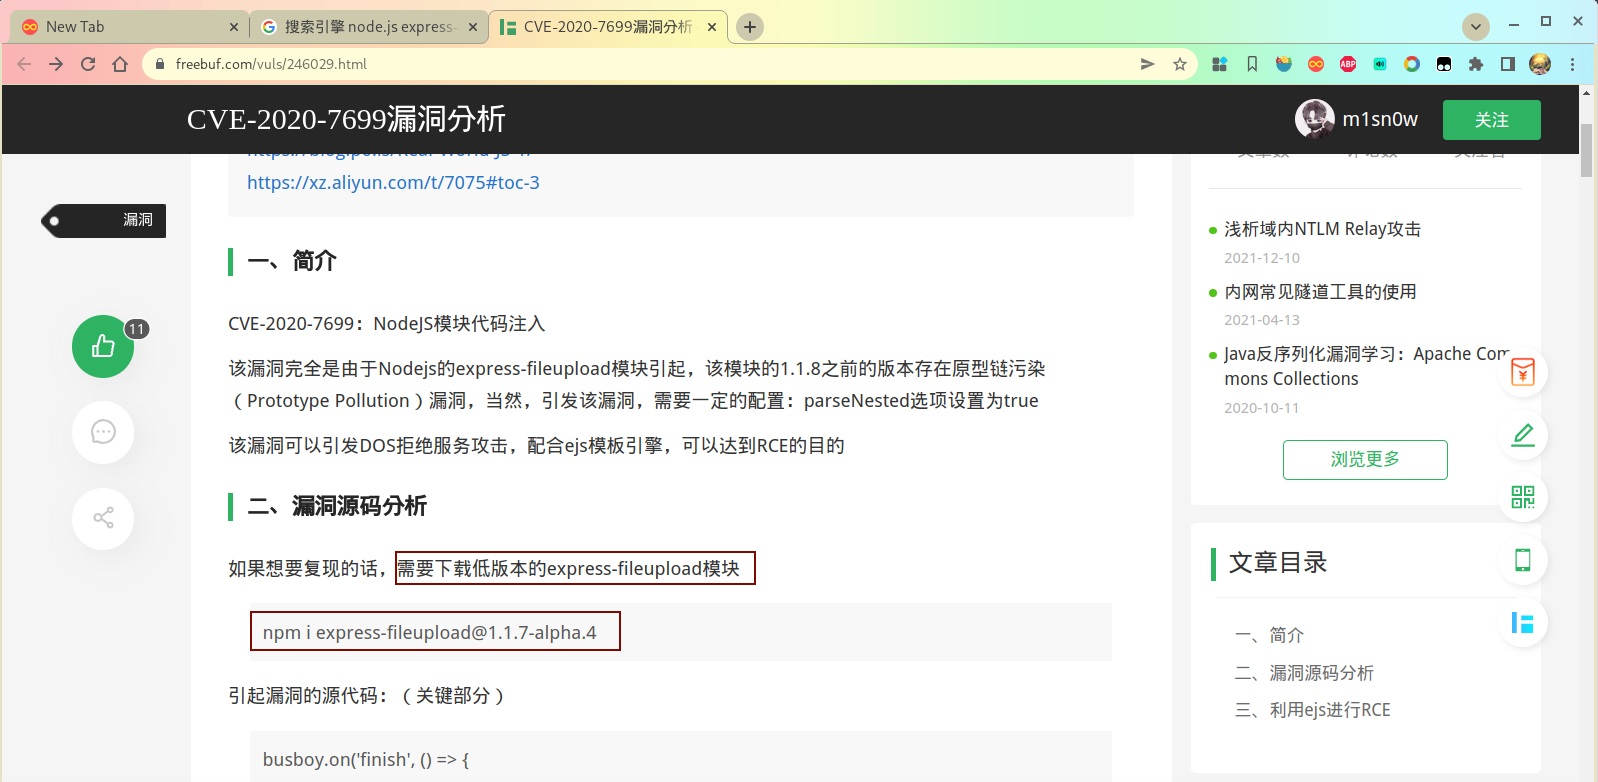 New Tab
搜索引擎 node.js express-
CVE-2020-7699漏洞分析
freebuf.com/vuls/246029.html
ABP
CVE-2020-7699漏洞分析
m1sn0w
关注
https://xz.aliyun.com/t/7075#toc-3
漏洞
11
一、简介
CVE-2020-7699：NodeJS模块代码注入
该漏洞完全是由于Nodejs的express-fileupload模块引起，该模块的1.1.8之前的版本存在原型链污染
（Prototype Pollution）漏洞，当然，引发该漏洞，需要一定的配置：parseNested选项设置为true
该漏洞可以引发DOS拒绝服务攻击，配合ejs模板引擎，可以达到RCE的目的
二、漏洞源码分析
如果想要复现的话，需要下载低版本的express-fileupload模块
npm i express-fileupload@1.1.7-alpha.4
引起漏洞的源代码：（关键部分）
busboy.on('finish', () => {
浅析域内NTLM Relay攻击
2021-12-10
内网常见隧道工具的使用
2021-04-13
Java反序列化漏洞学习：Apache Com
mons Collections
2020-10-11
浏览更多
文章目录
一、简介
二、漏洞源码分析
三、利用ejs进行RCE